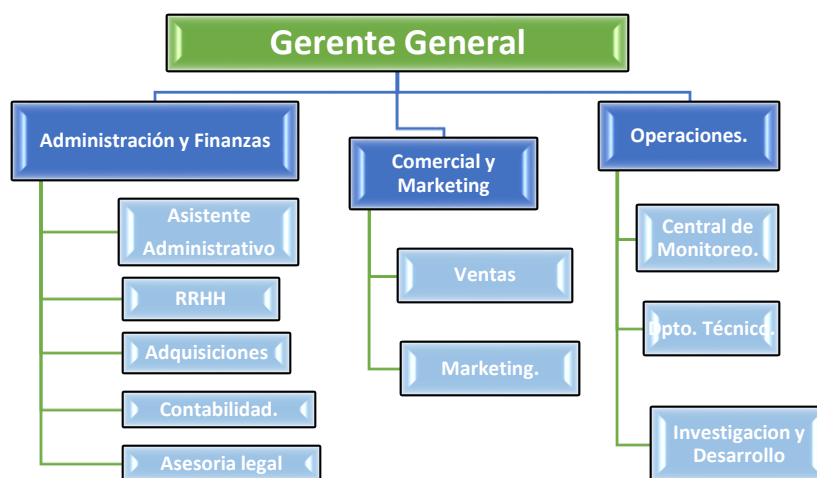 Gerente General
Administración y Finanzas
Asistente
Administrativo
RRHH
Adquisiciones
Contabilidad.
Asesoria legal
Comercial y
Marketing
Ventas
Marketing.
Operaciones.
Central de
Monitoreo.
Dpto. Técnico.
Investigacion y
Desarrollo